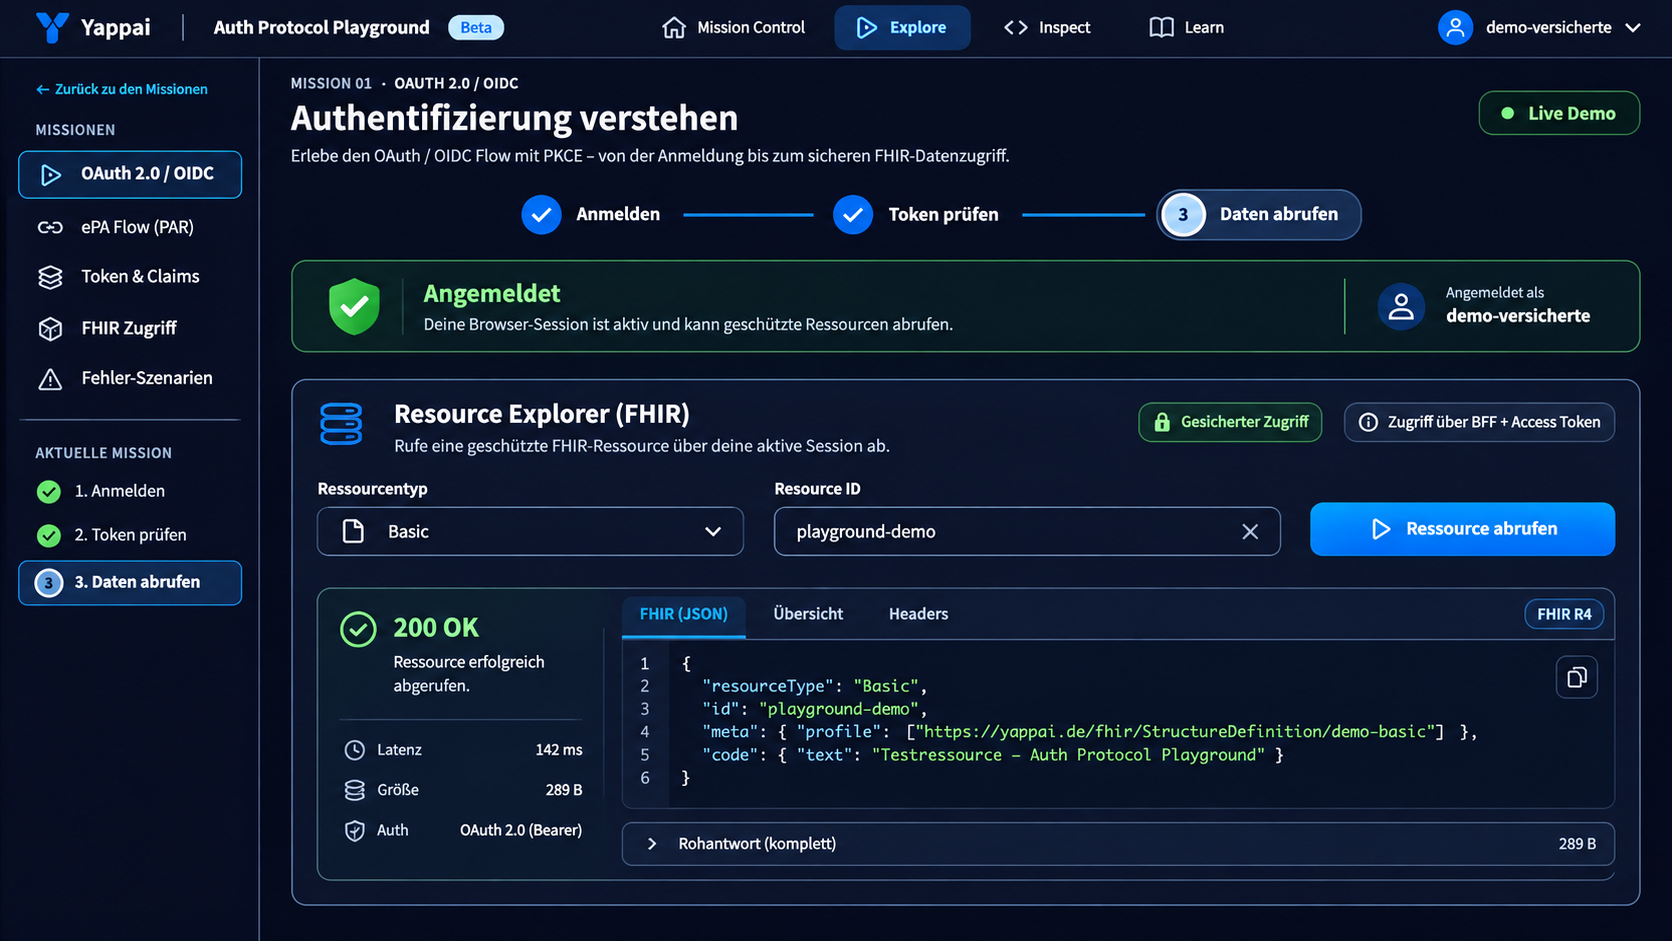 Yappai
Auth Protocol Playground
Beta
Mission Control
Explore
Inspect
Learn
demo-versicherte
← Zurück zu den Missionen
MISSIONEN
OAuth 2.0 / OIDC
ePA Flow (PAR)
Token & Claims
FHIR Zugriff
Fehler-Szenarien
AKTUELLE MISSION
1. Anmelden
2. Token prüfen
3 3. Daten abrufen
MISSION 01 · OAUTH 2.0 / OIDC
Authentifizierung verstehen
Erlebe den OAuth / OIDC Flow mit PKCE – von der Anmeldung bis zum sicheren FHIR-Datenzugriff.
Live Demo
Anmelden
Token prüfen
3 Daten abrufen
Angemeldet
Deine Browser-Session ist aktiv und kann geschützte Ressourcen abrufen.
Angemeldet als
demo-versicherte
Resource Explorer (FHIR)
Rufe eine geschützte FHIR-Ressource über deine aktive Session ab.
Gesicherter Zugriff
Zugriff über BFF + Access Token
Ressourcentyp
Basic
Resource ID
playground-demo
Ressource abrufen
200 OK
Ressource erfolgreich
abgerufen.
Latenz 142 ms
Größe 289 B
Auth OAuth 2.0 (Bearer)
FHIR (JSON)
Übersicht
Headers
FHIR R4
1 {
2 "resourceType": "Basic",
3 "id": "playground-demo",
4 "meta": { "profile": ["https://yappai.de/fhir/StructureDefinition/demo-basic"] },
5 "code": { "text": "Testressource – Auth Protocol Playground" }
6 }
Rohantwort (komplett) 289 B